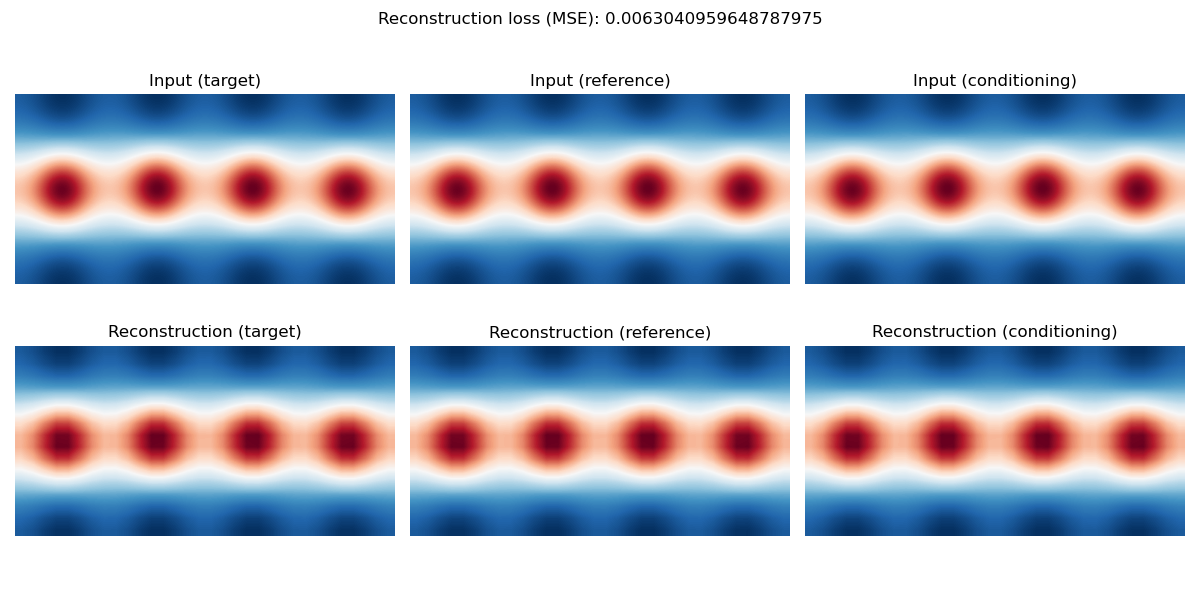 Reconstruction loss (MSE): 0.0063040959648787975
Input (target)
Input (reference)
Input (conditioning)
Reconstruction (target)
Reconstruction (reference)
Reconstruction (conditioning)